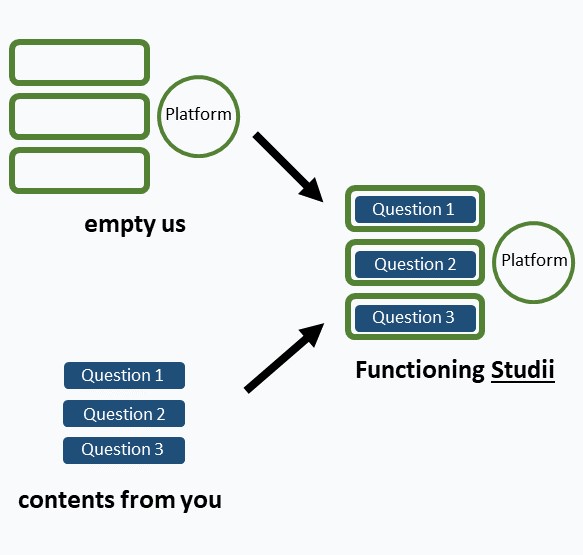 Platform
empty us
Question 1
Question 2
Question 3
contents from you
Question 1
Question 2
Question 3
Platform
Functioning Studii